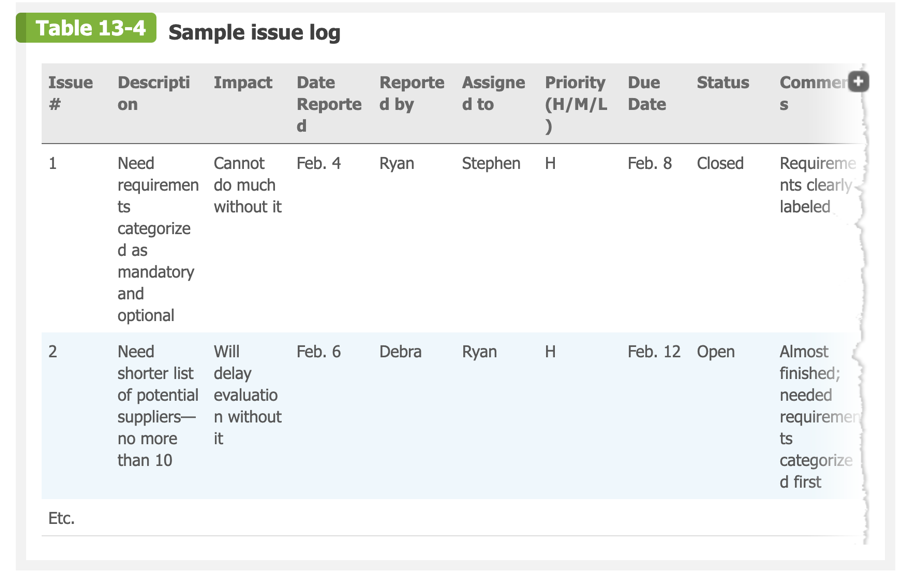 Table 13-4 Sample issue log
Issue # Description Impact Date Reported Reported by Assigned to Priority (H/M/L) Due Date Status Comments
1 Need requirements categorized as mandatory and optional Cannot do much without it Feb. 4 Ryan Stephen H Feb. 8 Closed Requirements clearly labeled
2 Need shorter list of potential suppliers—no more than 10 Will delay evaluation without it Feb. 6 Debra Ryan H Feb. 12 Open Almost finished; needed requirements categorized first
Etc.